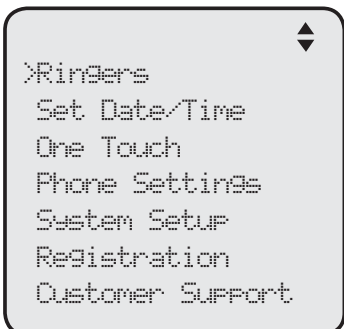 >Ringers
Set Date/Time
One Touch
Phone Settings
System Setup
Registration
Customer Support